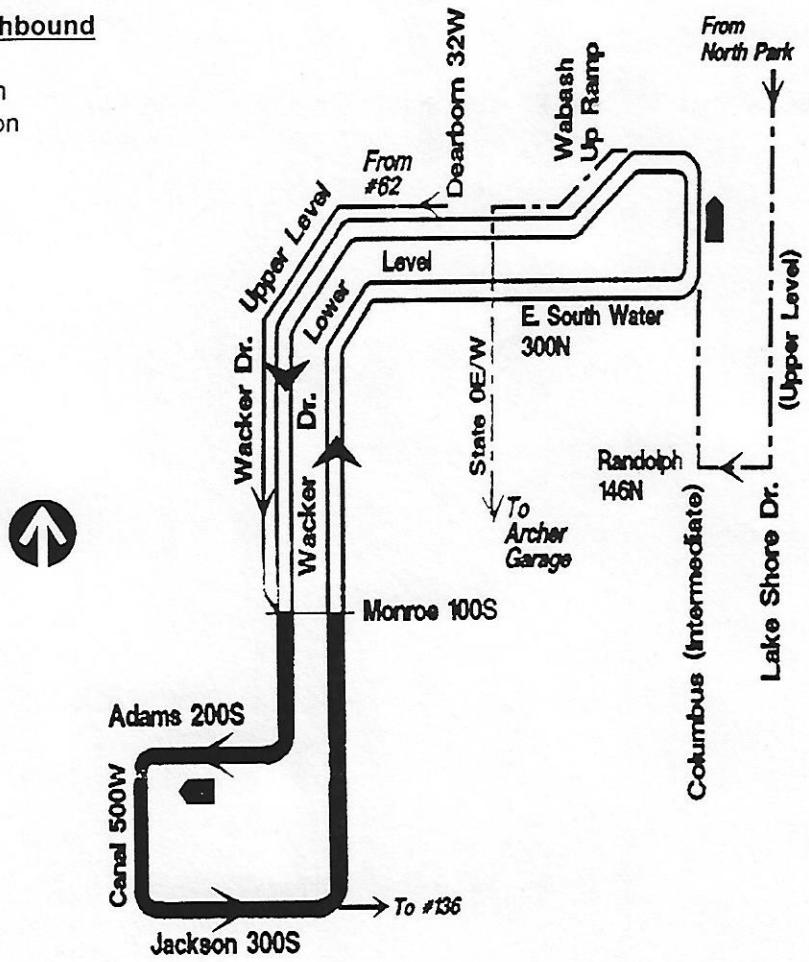 hbound
n
on
From
North Park
Dearborn 32W
Wabash
Up Ramp
From
#62
Upper Level
Lower
Level
E. South Water
300N
Wacker Dr.
Wacker Dr.
State 0E/W
(Upper Level)
Randolph
146N
To
Archer
Garage
Monroe 100S
Columbus (Intermediate)
Lake Shore Dr.
Adams 200S
Canal 500W
To #136
Jackson 300S